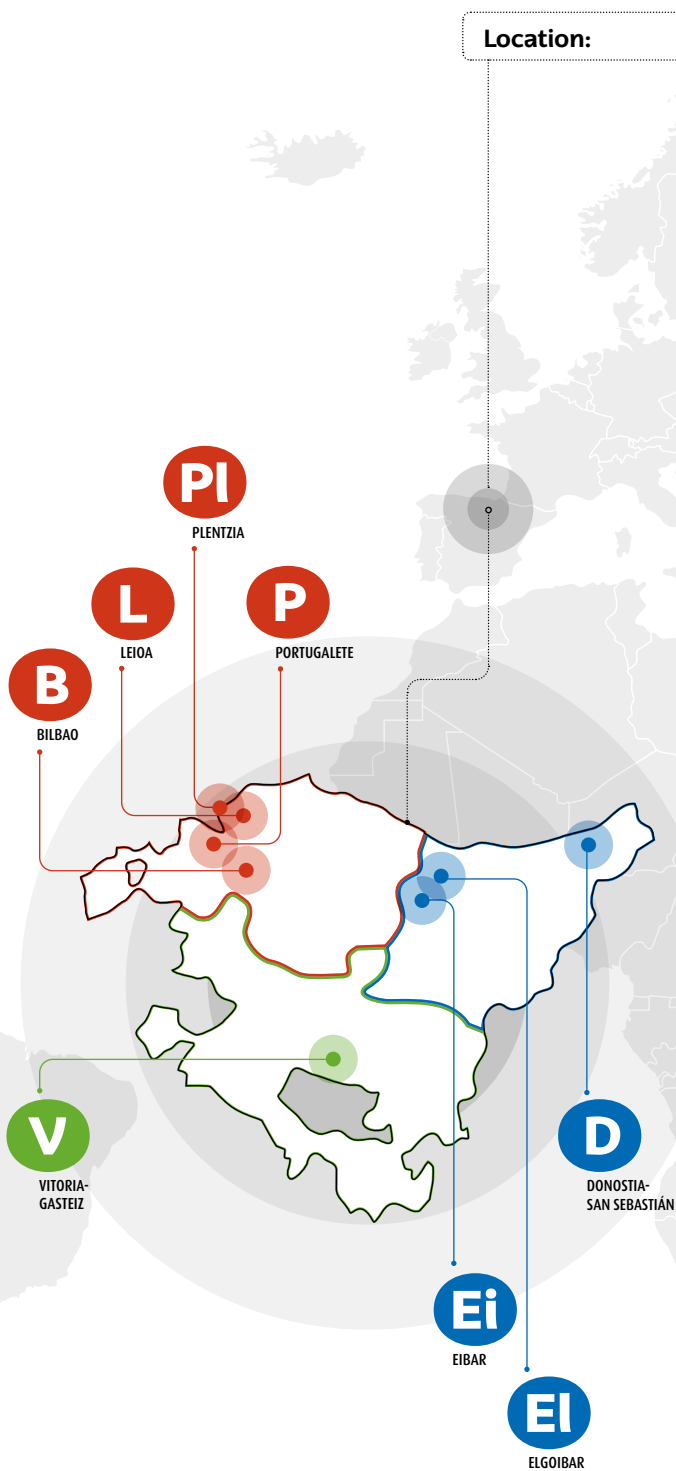 Location:
Pl
PLENTZIA
L
LEIOA
P
PORTUGALETE
B
BILBAO
V
VITORIA-
GASTEIZ
D
DONOSTIA-
SAN SEBASTIÁN
Ei
EIBAR
El
ELGOIBAR